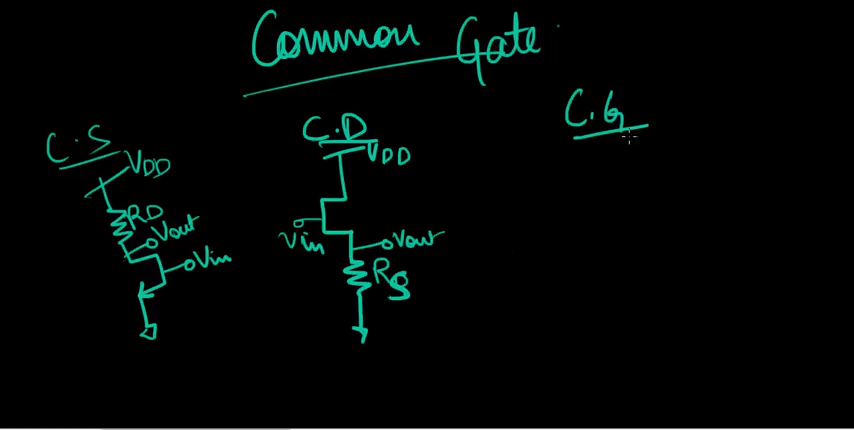 Common Gate
C.S
VDD
RD
Vout
Vin
C.D
VDD
Vin
Vout
RS
C.G